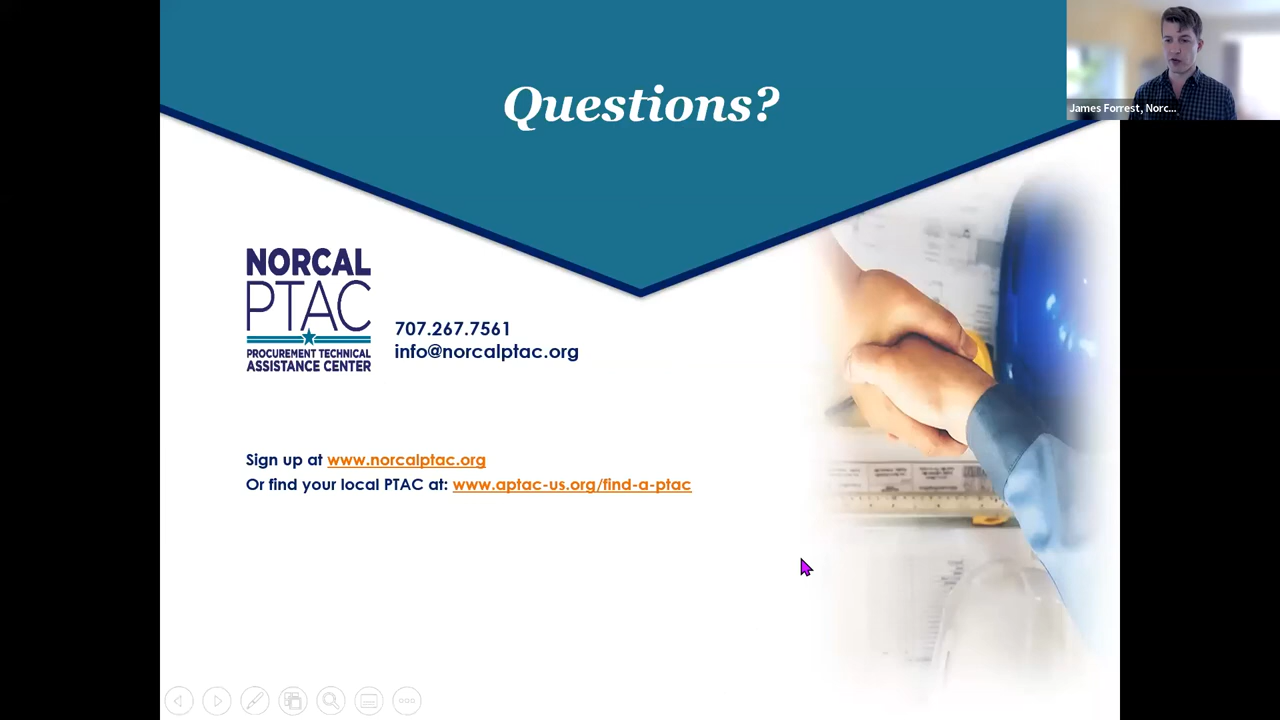 Questions?
James Forrest, Norc...
NORCAL
PTAC
PROCUREMENT TECHNICAL
ASSISTANCE CENTER
707.267.7561
info@norcalptac.org
Sign up at www.norcalptac.org
Or find your local PTAC at: www.aptac-us.org/find-a-ptac